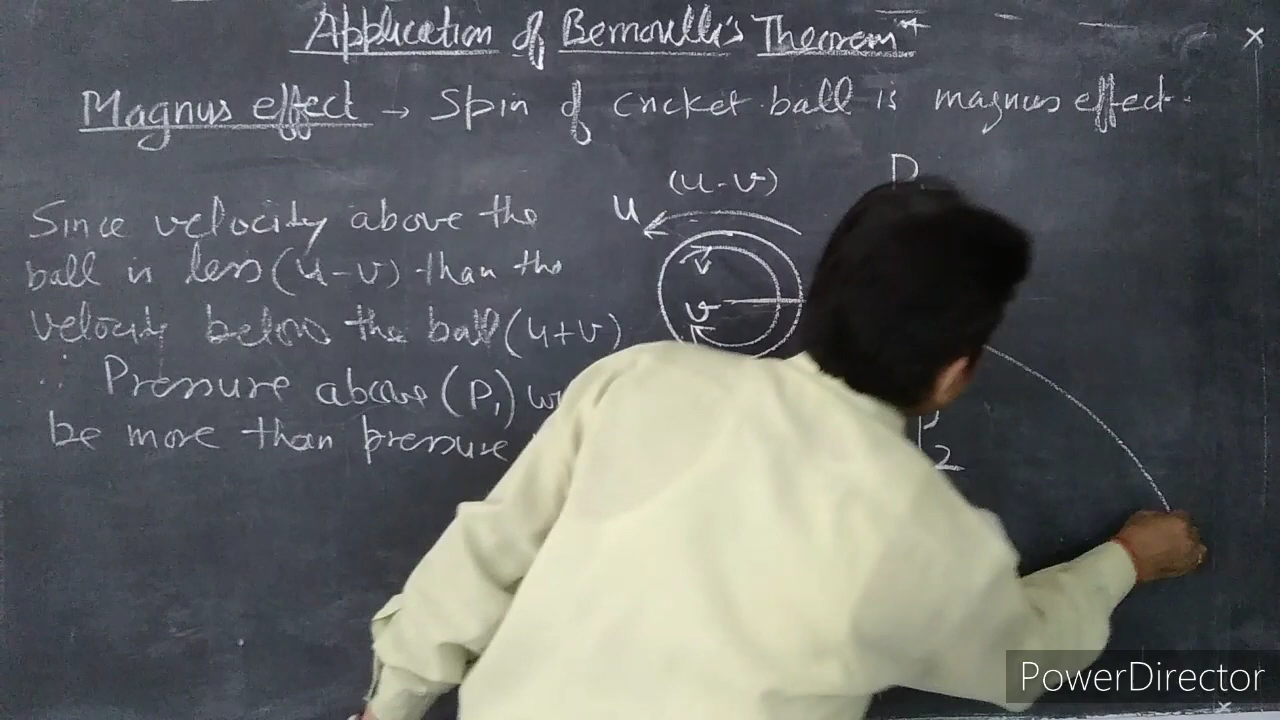 Application of Bernoulli's Theorem
Magnus effect → Spin of cricket ball is magnus effect.
Since velocity above the
ball is less (u-v) than the
velocity below the ball (u+v)
∴ Pressure above (P₁)
be more than pressure
(u-v)
u
v
v
P
2
PowerDirector